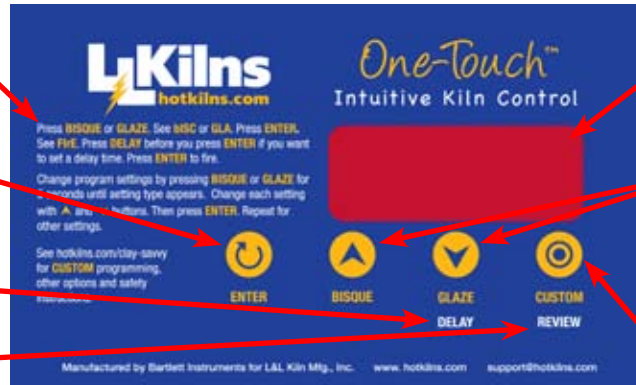 L&L Kilns
hotkilns.com
One-Touch™
Intuitive Kiln Control
Press BISQUE or GLAZE. See bISC or GLA. Press ENTER.
See FIrE. Press DELAY before you press ENTER if you want
to set a delay time. Press ENTER to fire.
Change program settings by pressing BISQUE or GLAZE for
seconds until setting type appears. Change each setting
with and buttons. Then press ENTER. Repeat for
other settings.
See hotkilns.com/clay-savvy
for CUSTOM programming,
other options and safety
instructions.
ENTER
BISQUE
GLAZE
CUSTOM
DELAY
REVIEW
Manufactured by Bartlett Instruments for L&L Kiln Mfg., Inc. www.hotkilns.com support@hotkilns.com